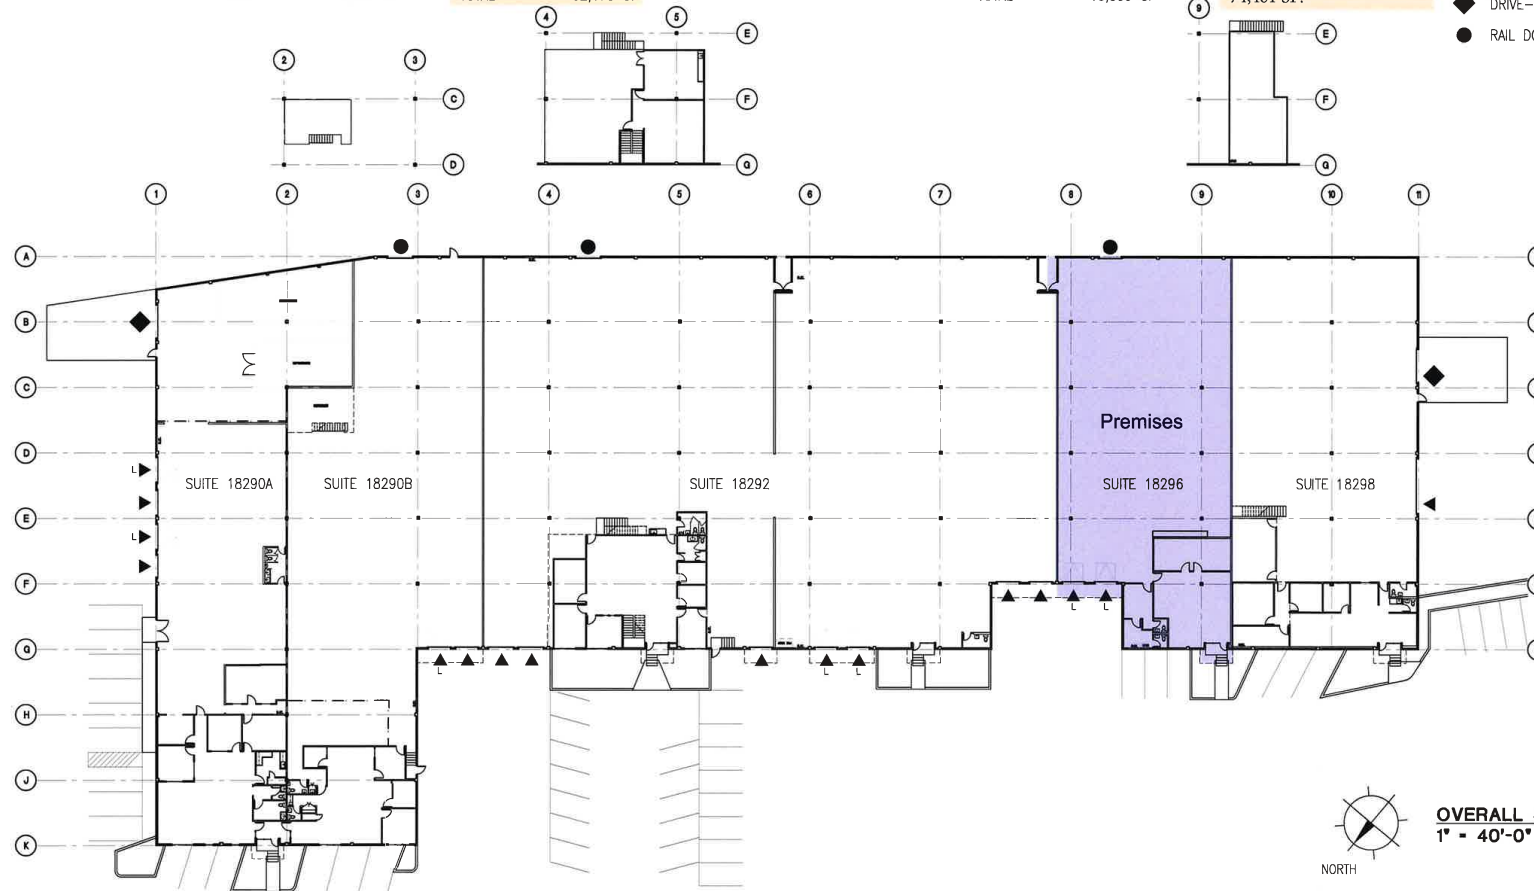 9
DRIVE-
RAIL DO
4 5
E
F
G
2 3
C
D
E
F
G
1 2 3 4 5 6 7 8 9 10 11
A
B
C
Premises
D
SUITE 18290A SUITE 18290B SUITE 18292 SUITE 18296 SUITE 18298
L
E
L
F
L L
G
L L L
H
J
K
OVERALL
1" = 40'-0"
NORTH